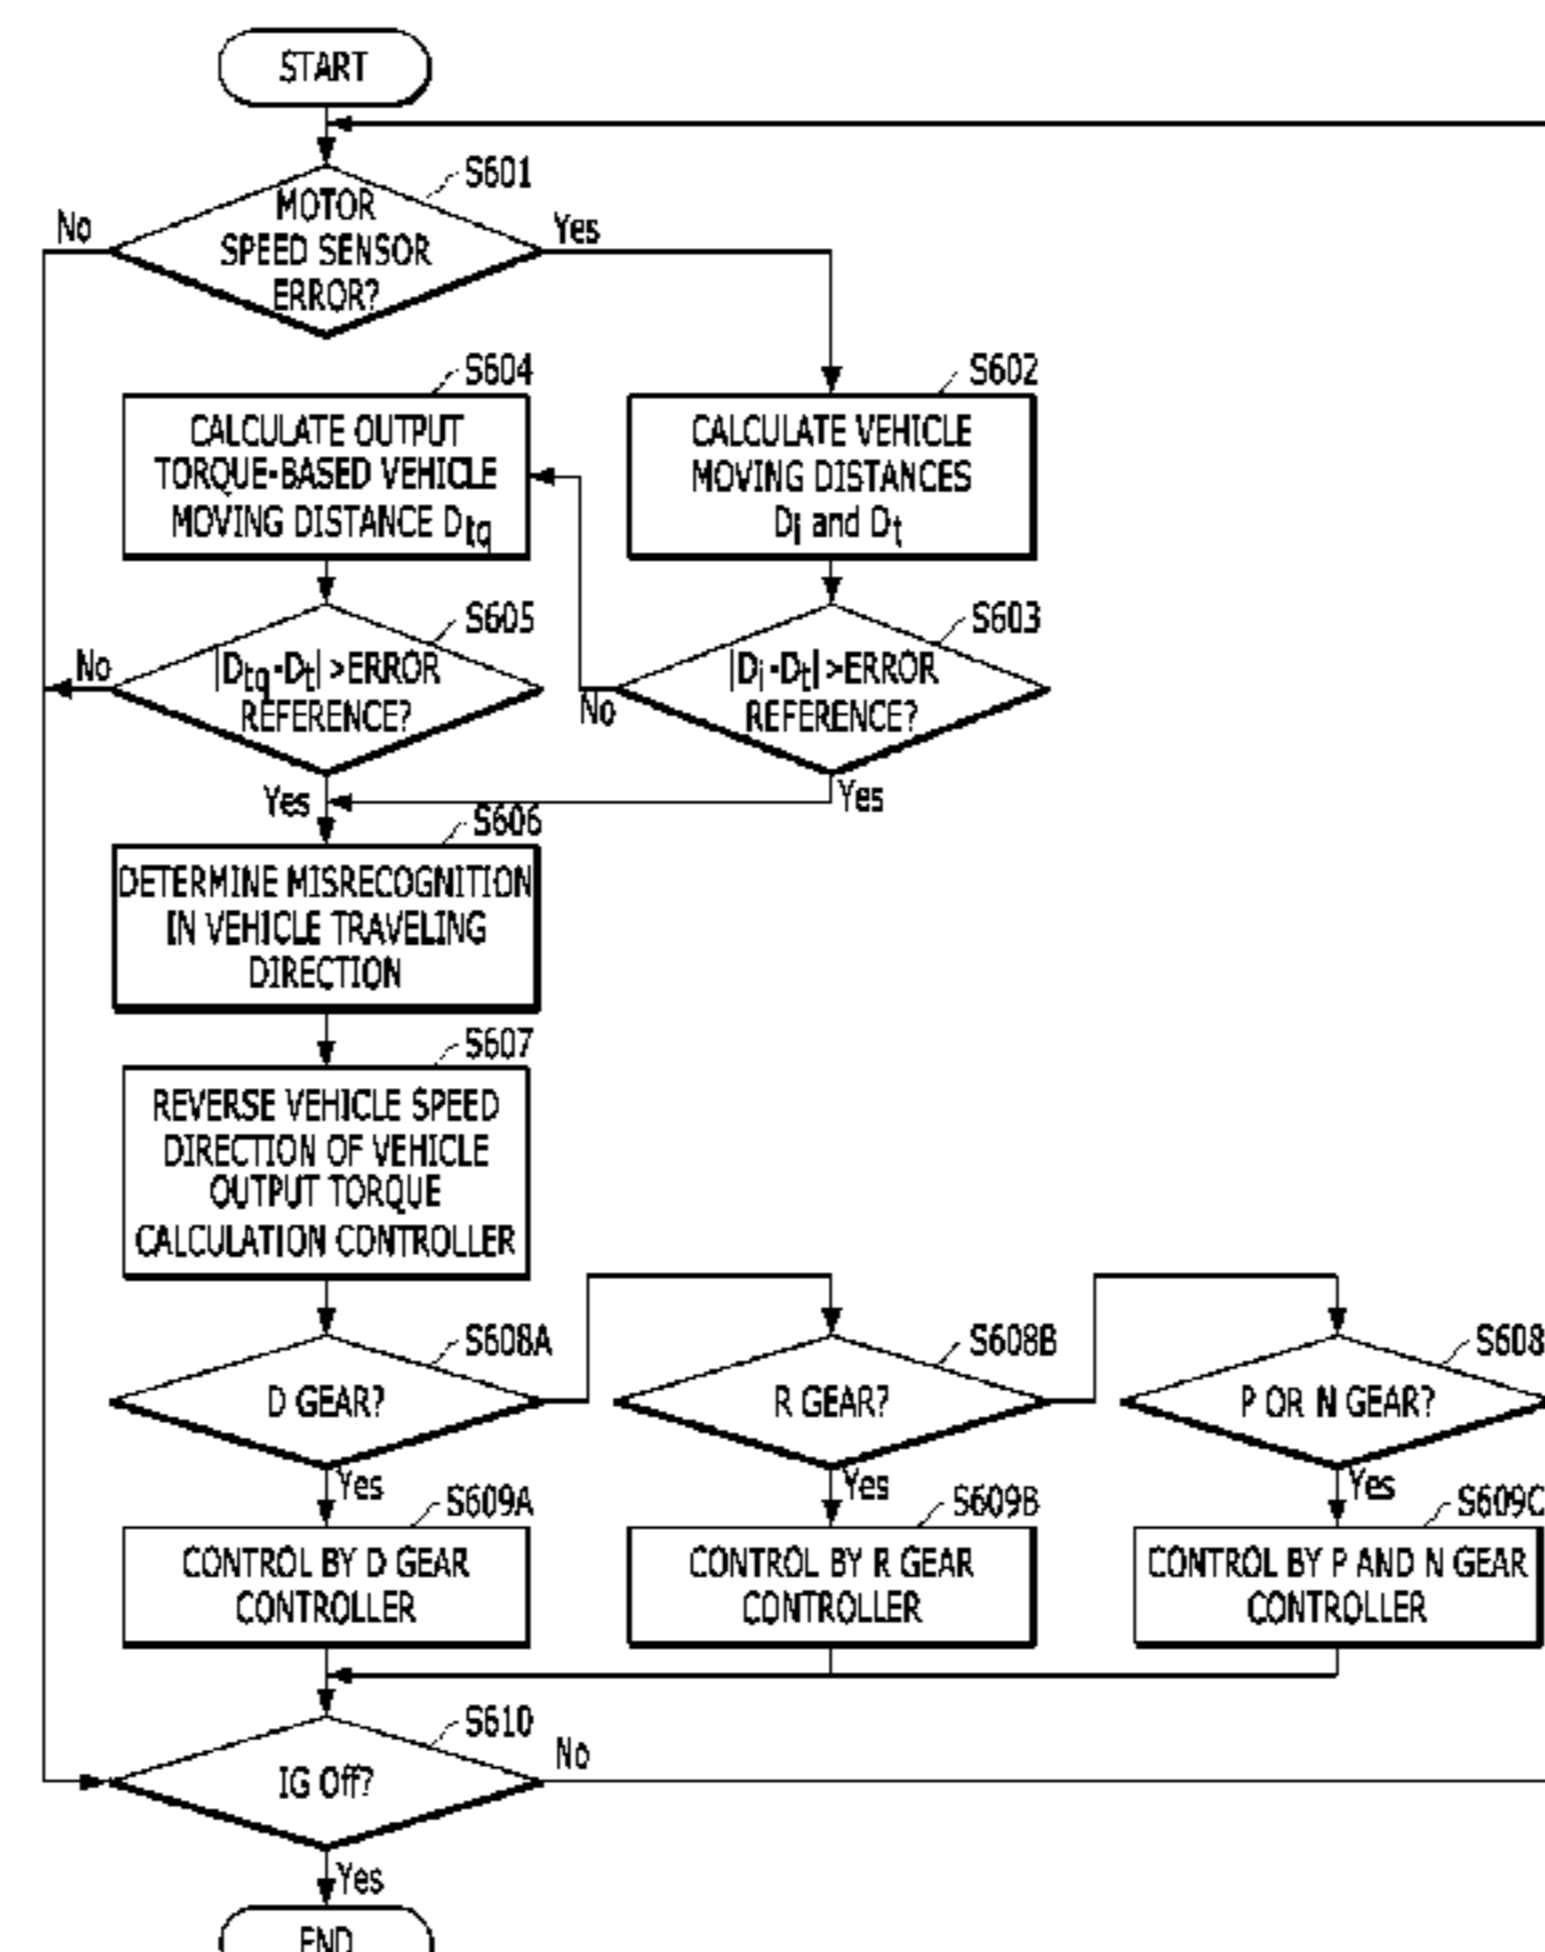 START
S601
MOTOR
SPEED SENSOR
ERROR?
No
Yes
S604
CALCULATE OUTPUT
TORQUE-BASED VEHICLE
MOVING DISTANCE Dtq
S602
CALCULATE VEHICLE
MOVING DISTANCES
Di and Dt
S605
|Dtq-Dt| >ERROR
REFERENCE?
No
Yes
S603
|Di-Dt| >ERROR
REFERENCE?
No
Yes
S606
DETERMINE MISRECOGNITION
IN VEHICLE TRAVELING
DIRECTION
S607
REVERSE VEHICLE SPEED
DIRECTION OF VEHICLE
OUTPUT TORQUE
CALCULATION CONTROLLER
S608A
D GEAR?
Yes
S608B
R GEAR?
Yes
S608
P OR N GEAR?
Yes
S609A
CONTROL BY D GEAR
CONTROLLER
S609B
CONTROL BY R GEAR
CONTROLLER
S609C
CONTROL BY P AND N GEAR
CONTROLLER
S610
IG Off?
No
Yes
END